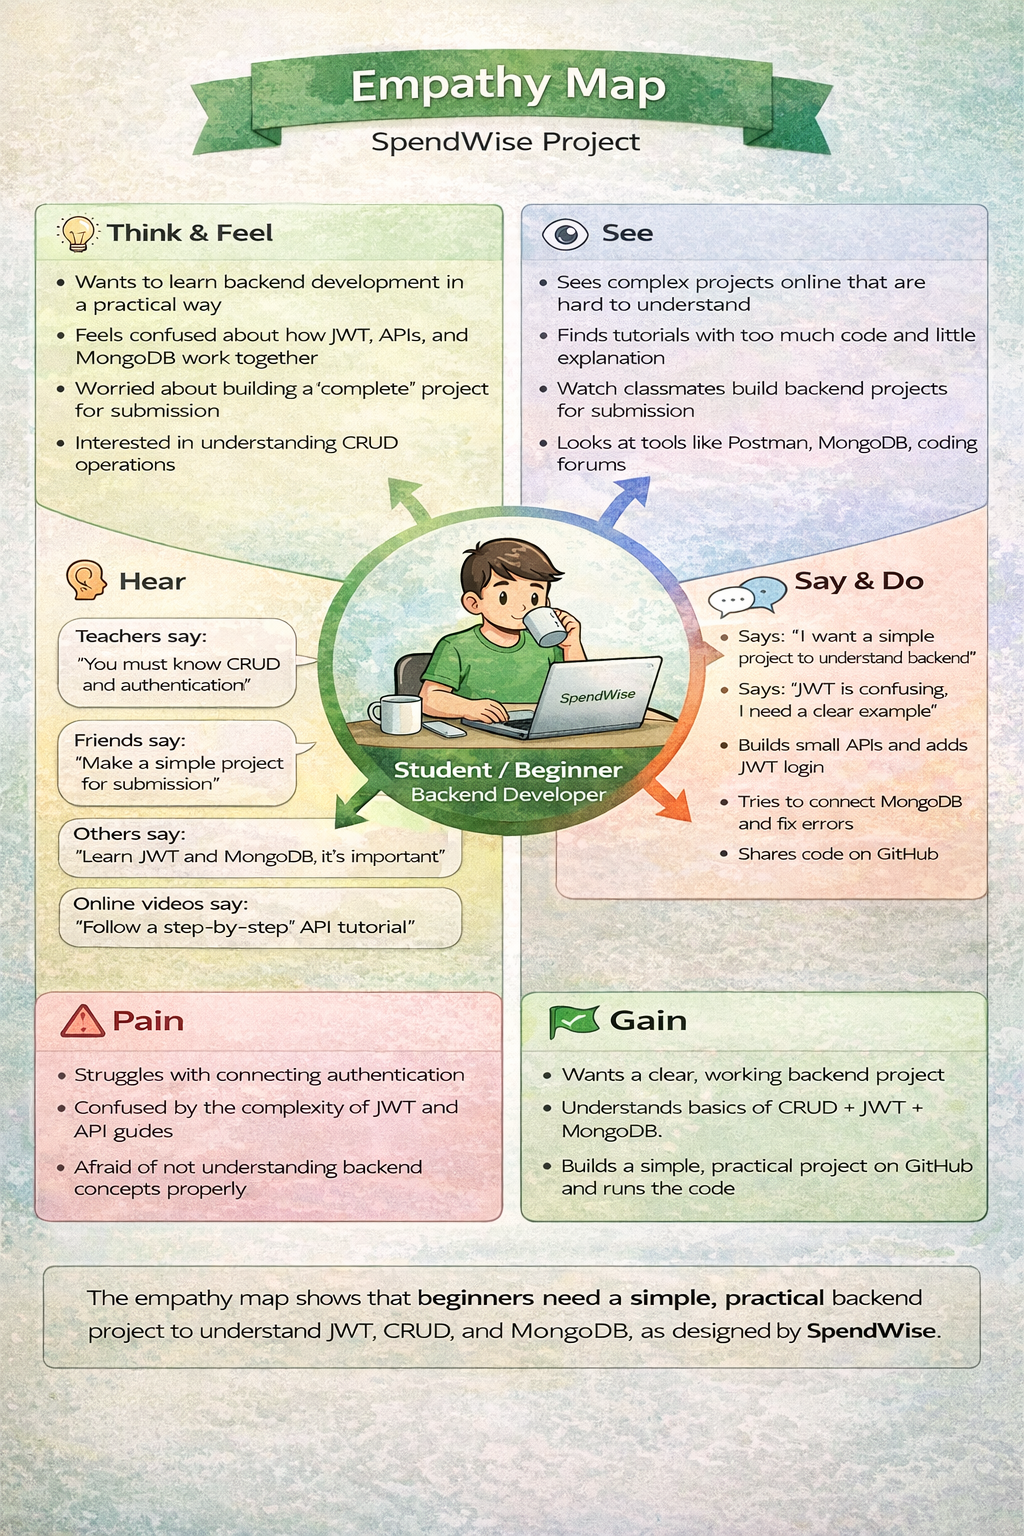 Empathy Map
SpendWise Project
Think & Feel
• Wants to learn backend development in
a practical way
• Feels confused about how JWT, APIs, and
MongoDB work together
• Worried about building a ‘complete” project
for submission
• Interested in understanding CRUD
operations
See
• Sees complex projects online that are
hard to understand
• Finds tutorials with too much code and little
explanation
• Watch classmates build backend projects
for submission
• Looks at tools like Postman, MongoDB, coding
forums
Hear
Teachers say:
“You must know CRUD
and authentication”
Friends say:
“Make a simple project
for submission”
Others say:
“Learn JWT and MongoDB, it’s important”
Online videos say:
“Follow a step-by-step” API tutorial”
SpendWise
Student / Beginner
Backend Developer
Say & Do
• Says: “I want a simple
project to understand backend”
• Says: “JWT is confusing,
I need a clear example”
• Builds small APIs and adds
JWT login
• Tries to connect MongoDB
and fix errors
• Shares code on GitHub
Pain
• Struggles with connecting authentication
• Confused by the complexity of JWT and
API gudes
• Afraid of not understanding backend
concepts properly
Gain
• Wants a clear, working backend project
• Understands basics of CRUD + JWT +
MongoDB.
• Builds a simple, practical project on GitHub
and runs the code
The empathy map shows that beginners need a simple, practical backend
project to understand JWT, CRUD, and MongoDB, as designed by SpendWise.